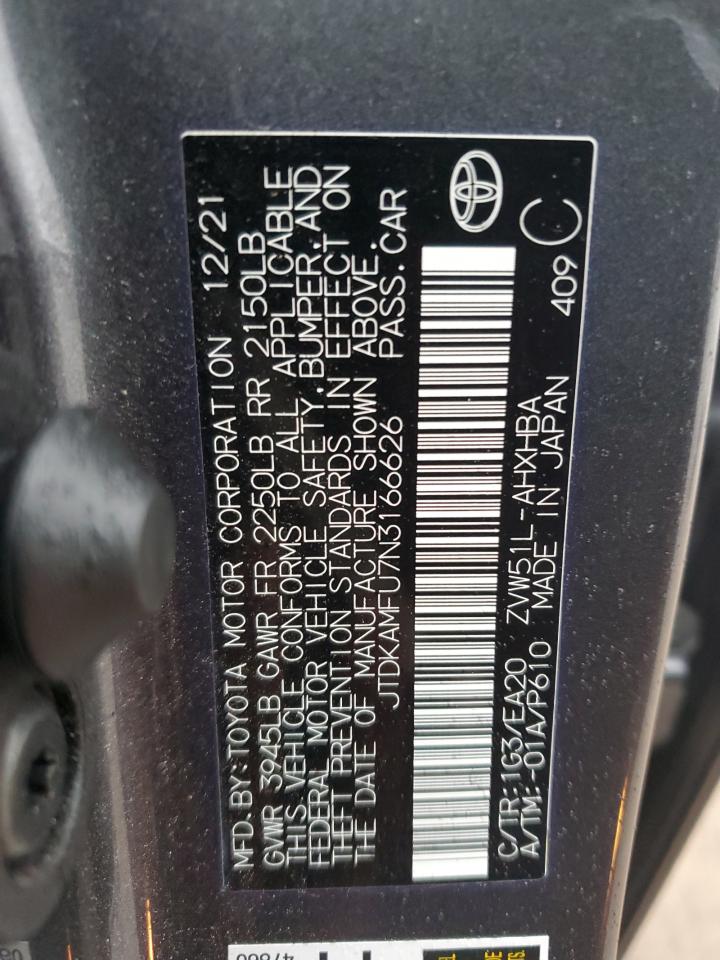 MFD. BY: TOYOTA MOTOR CORPORATION 12/21
GVWR 3945LB GAWR FR 2250LB RR 2150LB
THIS VEHICLE CONFORMS TO ALL APPLICABLE
FEDERAL MOTOR VEHICLE SAFETY, BUMPER, AND
THEFT PREVENTION STANDARDS IN EFFECT ON
THE DATE OF MANUFACTURE SHOWN ABOVE.
JTDKAMFU7N3166626 PASS. CAR
C/TR: 1G3/EA20 ZVW51L-AHXHBA 409 C
A/TM: -01A/P610 MADE IN JAPAN